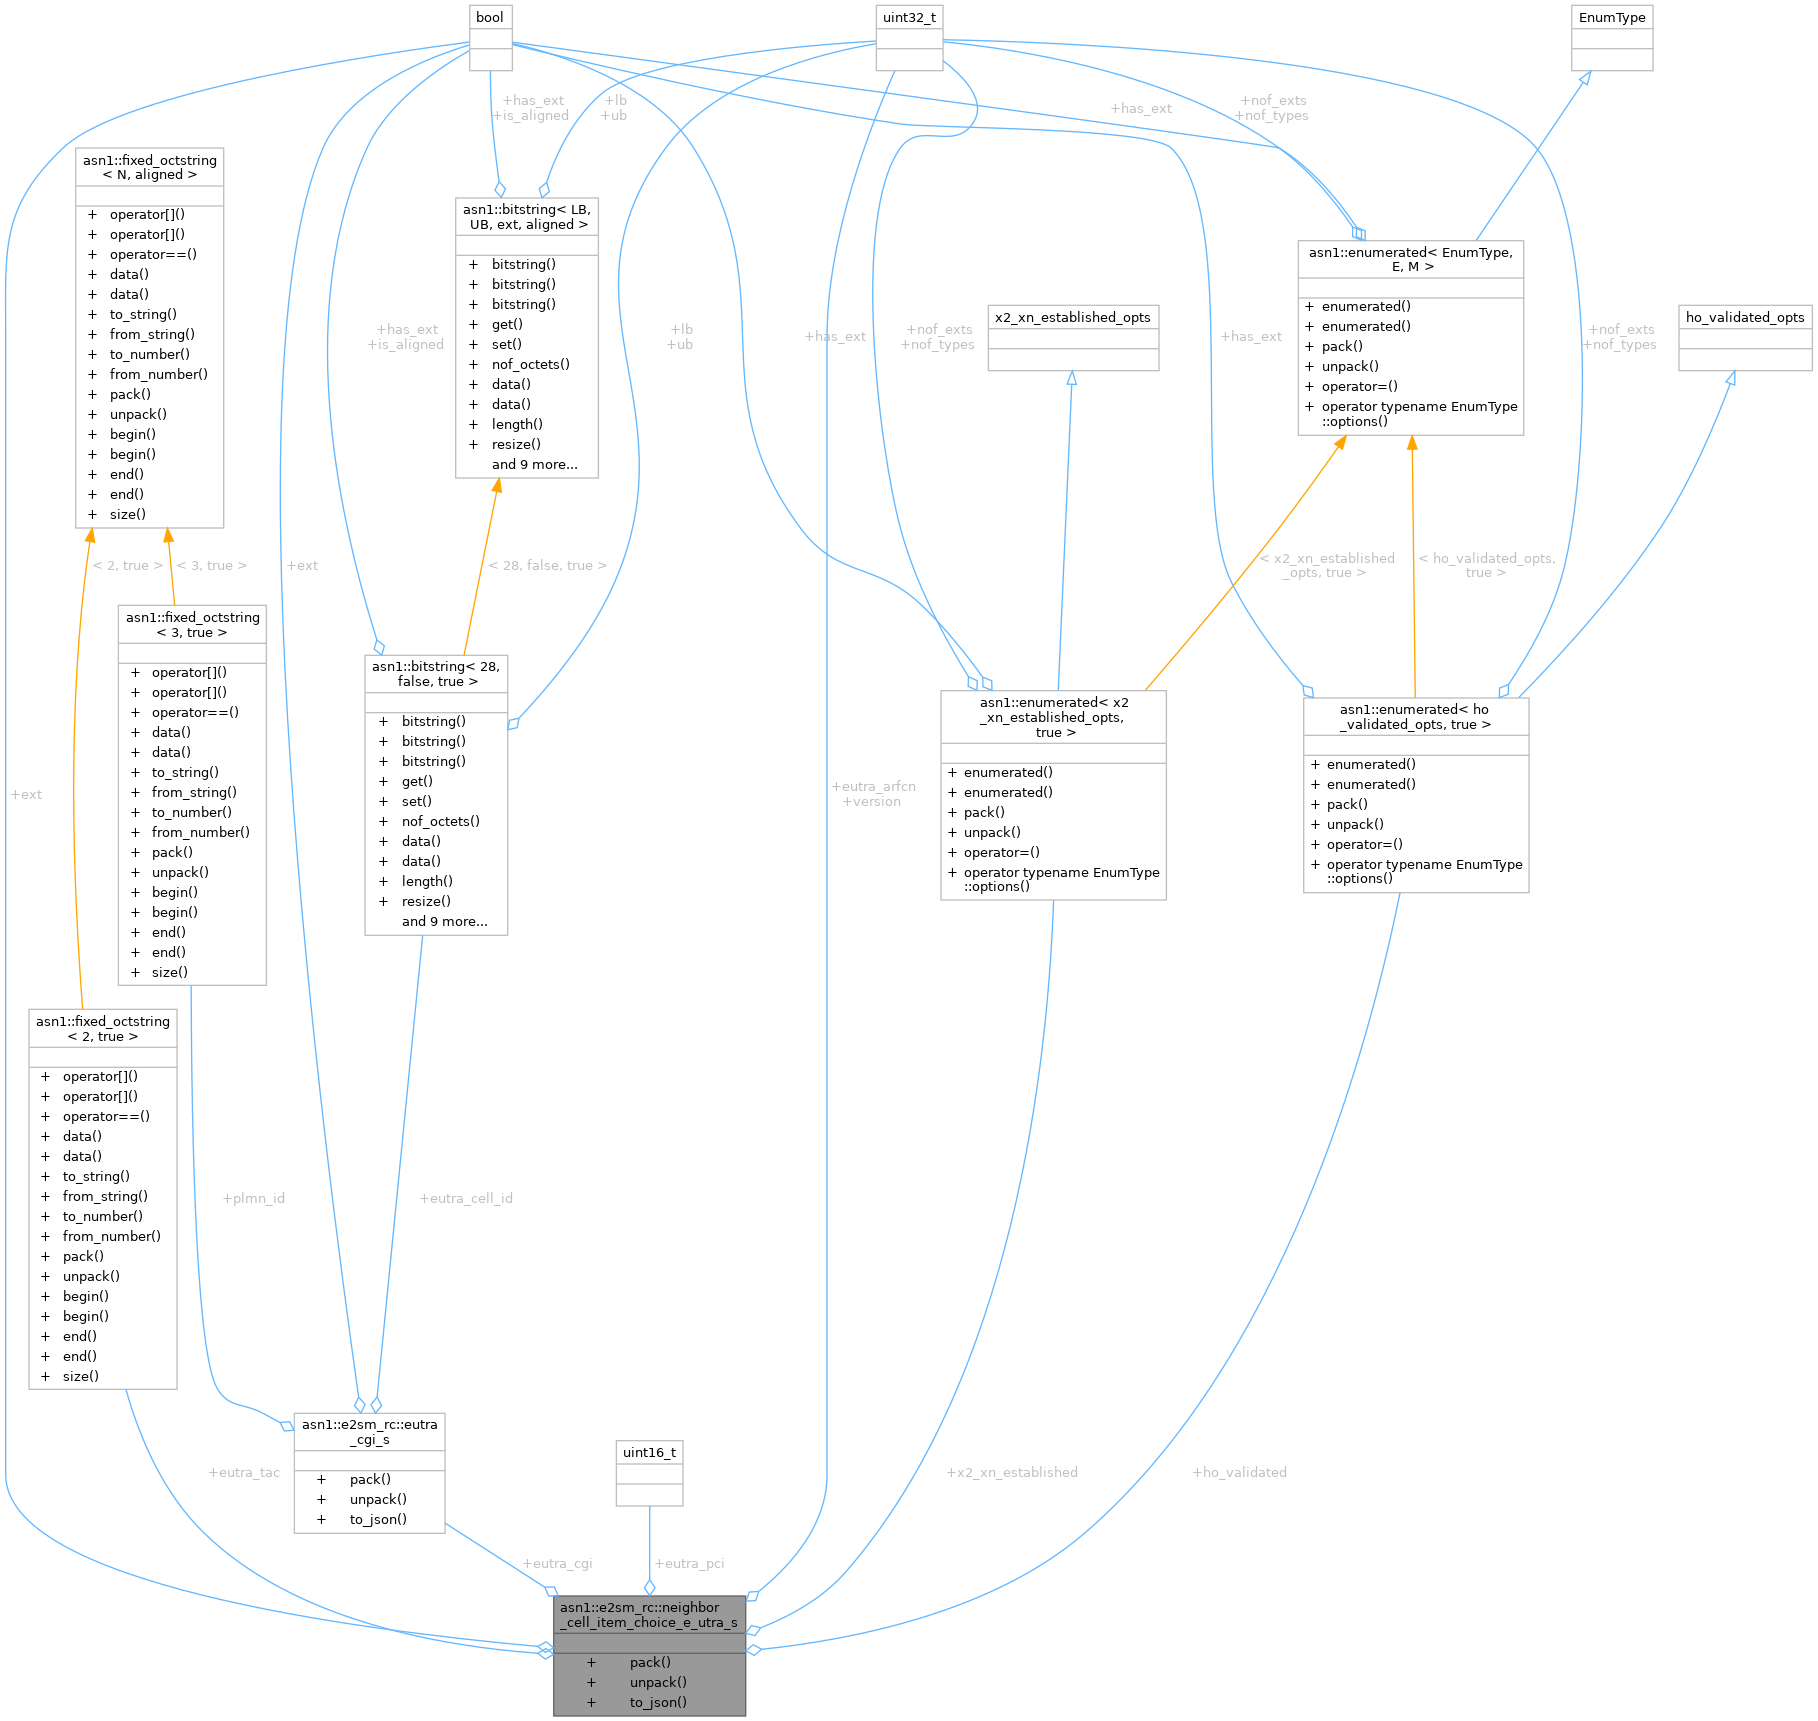 bool
uint32_t
EnumType
+has_ext
+is_aligned
+lb
+ub
+has_ext
+nof_exts
+nof_types
asn1::fixed_octstring
< N, aligned >
+ operator[]()
+ operator[]()
+ operator==()
+ data()
+ data()
+ to_string()
+ from_string()
+ to_number()
+ from_number()
+ pack()
+ unpack()
+ begin()
+ begin()
+ end()
+ end()
+ size()
asn1::bitstring< LB,
UB, ext, aligned >
+ bitstring()
+ bitstring()
+ bitstring()
+ get()
+ set()
+ nof_octets()
+ data()
+ data()
+ length()
+ resize()
and 9 more...
asn1::enumerated< EnumType,
E, M >
+ enumerated()
+ enumerated()
+ pack()
+ unpack()
+ operator=()
+ operator typename EnumType
::options()
x2_xn_established_opts
ho_validated_opts
+has_ext
+is_aligned
+lb
+ub
+has_ext
+nof_exts
+nof_types
+has_ext
+nof_exts
+nof_types
< 2, true >
< 3, true >
+ext
< 28, false, true >
< x2_xn_established
_opts, true >
< ho_validated_opts,
true >
asn1::fixed_octstring
< 3, true >
+ operator[]()
+ operator[]()
+ operator==()
+ data()
+ data()
+ to_string()
+ from_string()
+ to_number()
+ from_number()
+ pack()
+ unpack()
+ begin()
+ begin()
+ end()
+ end()
+ size()
asn1::bitstring< 28,
false, true >
+ bitstring()
+ bitstring()
+ bitstring()
+ get()
+ set()
+ nof_octets()
+ data()
+ data()
+ length()
+ resize()
and 9 more...
asn1::enumerated< x2
_xn_established_opts,
true >
+ enumerated()
+ enumerated()
+ pack()
+ unpack()
+ operator=()
+ operator typename EnumType
::options()
asn1::enumerated< ho
_validated_opts, true >
+ enumerated()
+ enumerated()
+ pack()
+ unpack()
+ operator=()
+ operator typename EnumType
::options()
+ext
+eutra_arfcn
+version
asn1::fixed_octstring
< 2, true >
+ operator[]()
+ operator[]()
+ operator==()
+ data()
+ data()
+ to_string()
+ from_string()
+ to_number()
+ from_number()
+ pack()
+ unpack()
+ begin()
+ begin()
+ end()
+ end()
+ size()
+plmn_id
+eutra_cell_id
asn1::e2sm_rc::eutra
_cgi_s
+ pack()
+ unpack()
+ to_json()
uint16_t
+eutra_tac
+x2_xn_established
+ho_validated
+eutra_cgi
+eutra_pci
asn1::e2sm_rc::neighbor
_cell_item_choice_e_utra_s
+ pack()
+ unpack()
+ to_json()